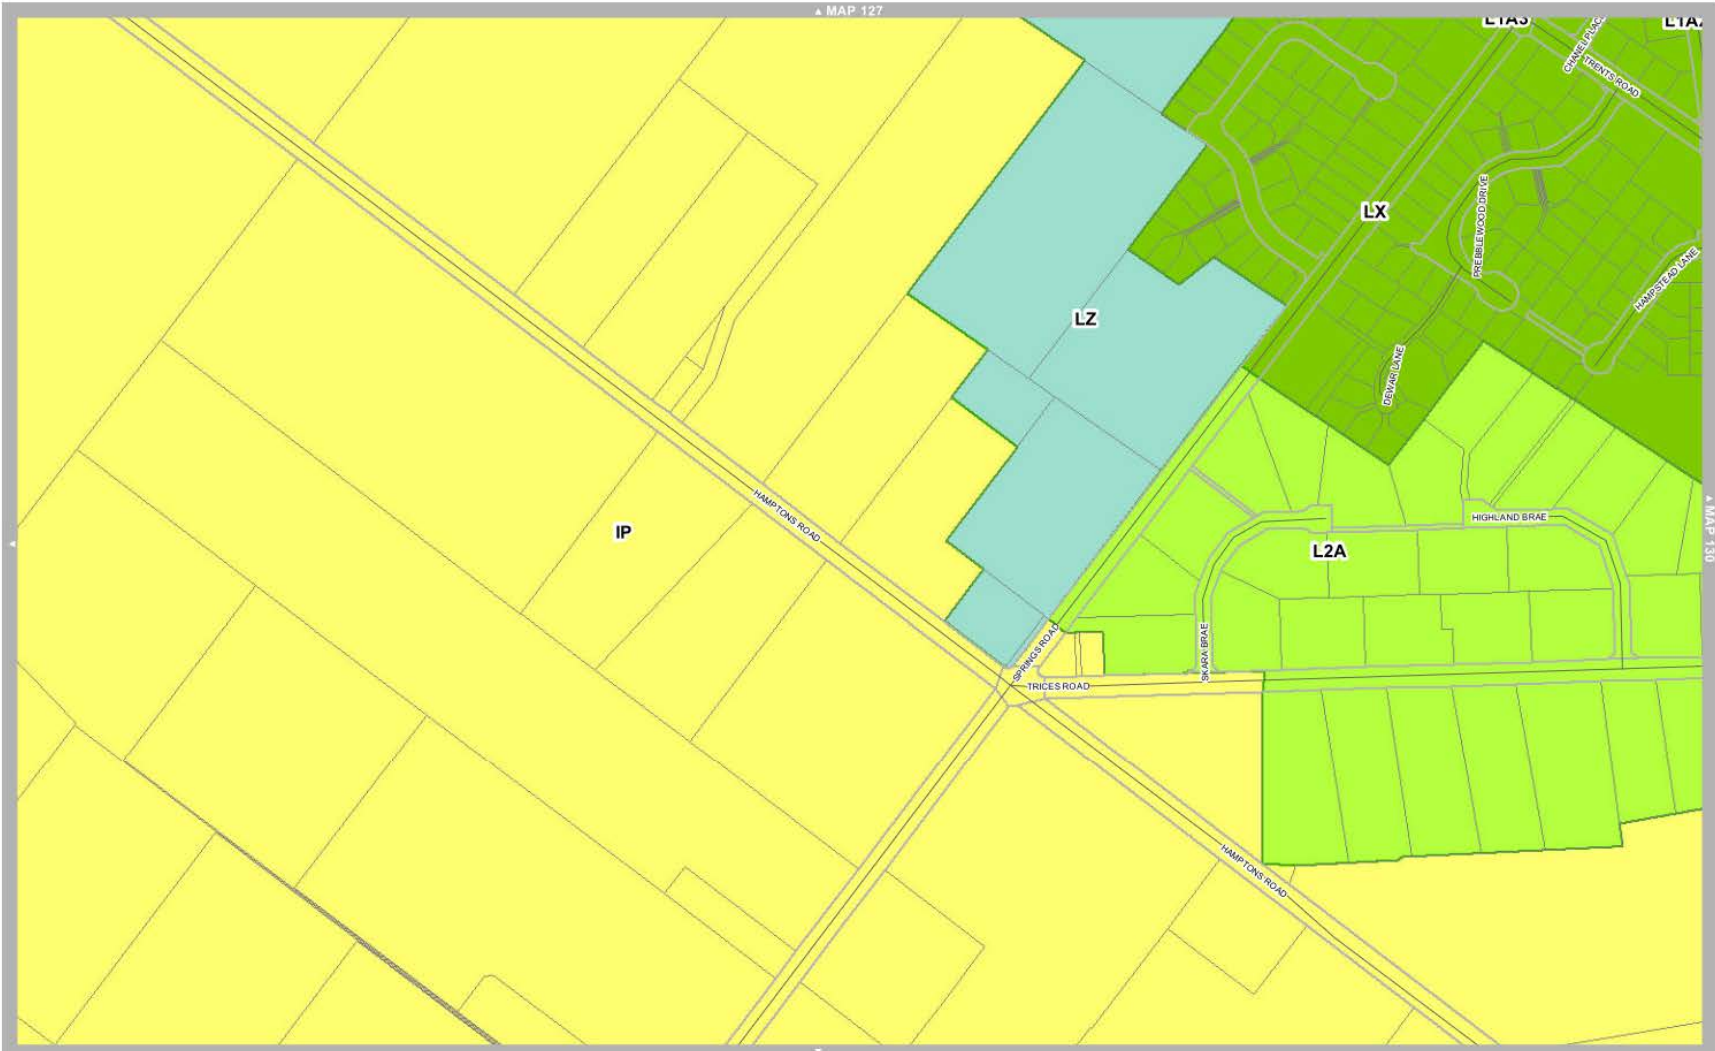 ▲ MAP 127
L1A3
CHANEL PLACE
TRENTS ROAD
LX
PREBBLEWOOD DRIVE
HAMPSTEAD LANE
LZ
DEWAR LANE
HAMPTONS ROAD
IP
HIGHLAND BRAE
L2A
▲ MAP 130
SKARA BRAE
SPRINGS ROAD
TRICES ROAD
HAMPTONS ROAD